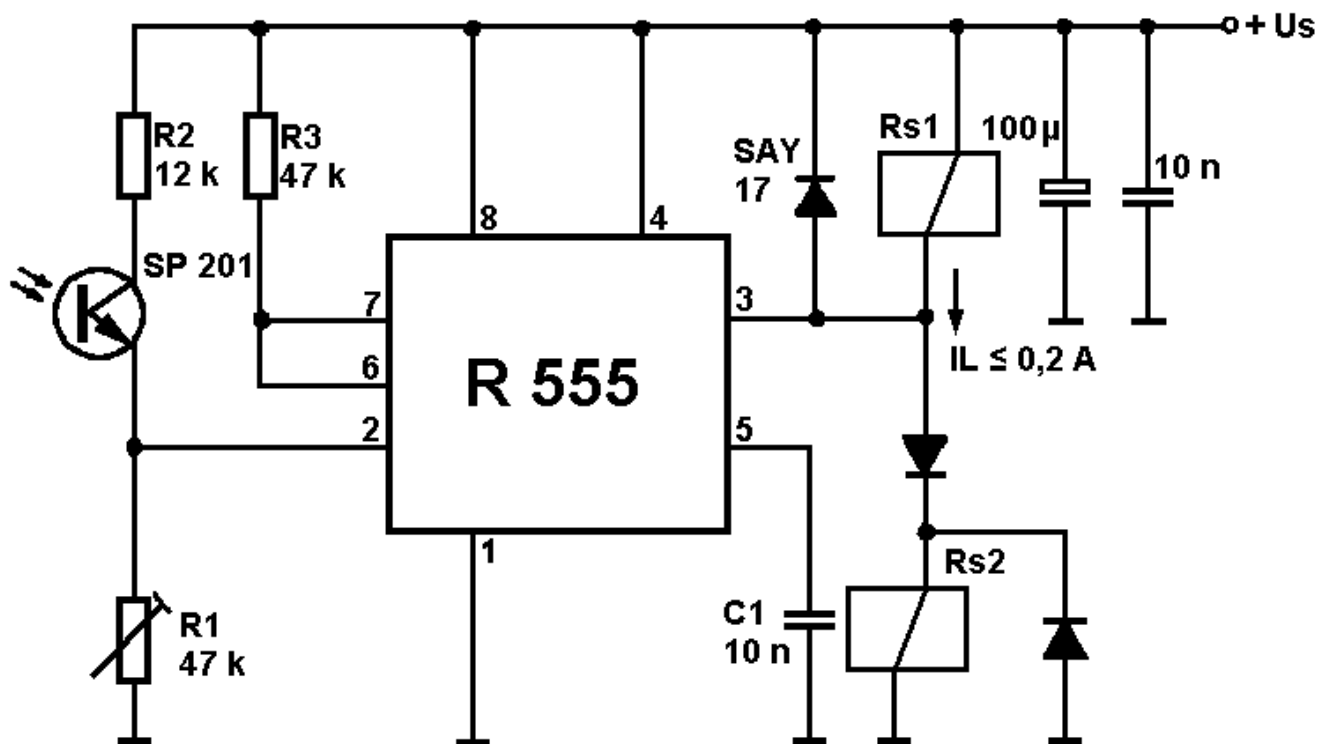 + Us
R2
12 k
R3
47 k
SAY
17
Rs1
100µ
10 n
8
4
SP 201
7
3
6
R 555
IL ≤ 0,2 A
2
5
1
Rs2
R1
47 k
C1
10 n